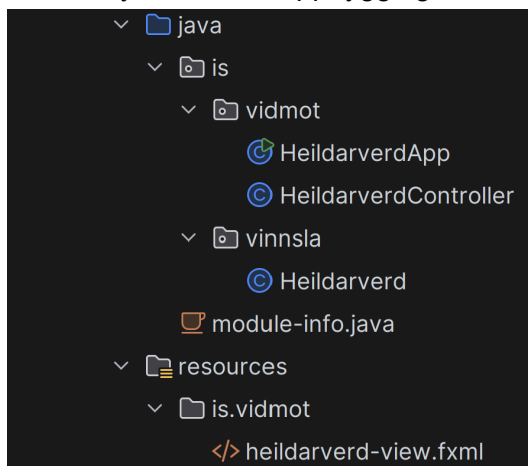 java
is
vidmot
HeildarverdApp
HeildarverdController
vinnsla
Heildarverd
module-info.java
resources
is.vidmot
heildarverd-view.fxml